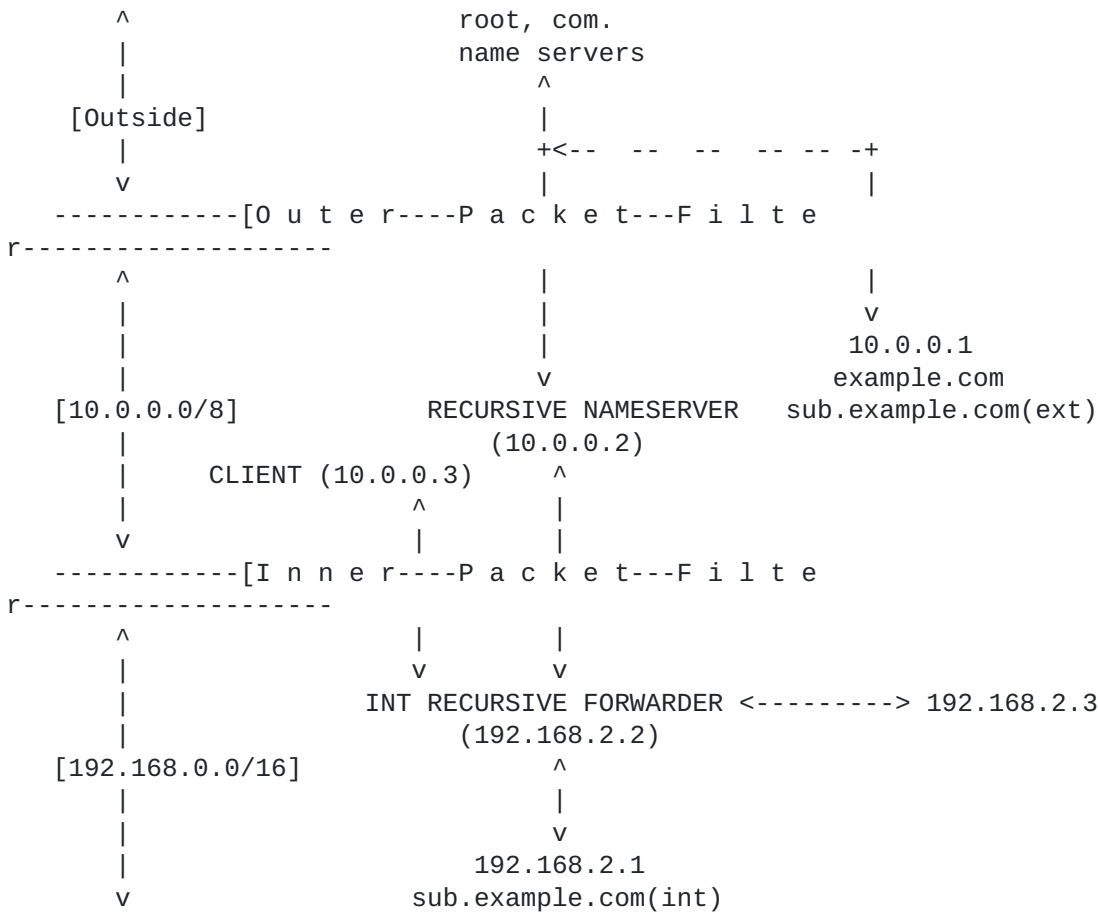 ^ root, com.
| name servers
| ^
[Outside] |
| +<-- -- -- -- -- -+
v | |
------------[O u t e r----P a c k e t---F i l t e
r--------------------
^ | |
| | v
| | 10.0.0.1
| v example.com
[10.0.0.0/8] RECURSIVE NAMESERVER sub.example.com(ext)
| (10.0.0.2)
| CLIENT (10.0.0.3) ^
| ^ |
v | |
------------[I n n e r----P a c k e t---F i l t e
r--------------------
^ | |
| v v
| INT RECURSIVE FORWARDER <---------> 192.168.2.3
| (192.168.2.2)
[192.168.0.0/16] ^
| |
| v
| 192.168.2.1
v sub.example.com(int)